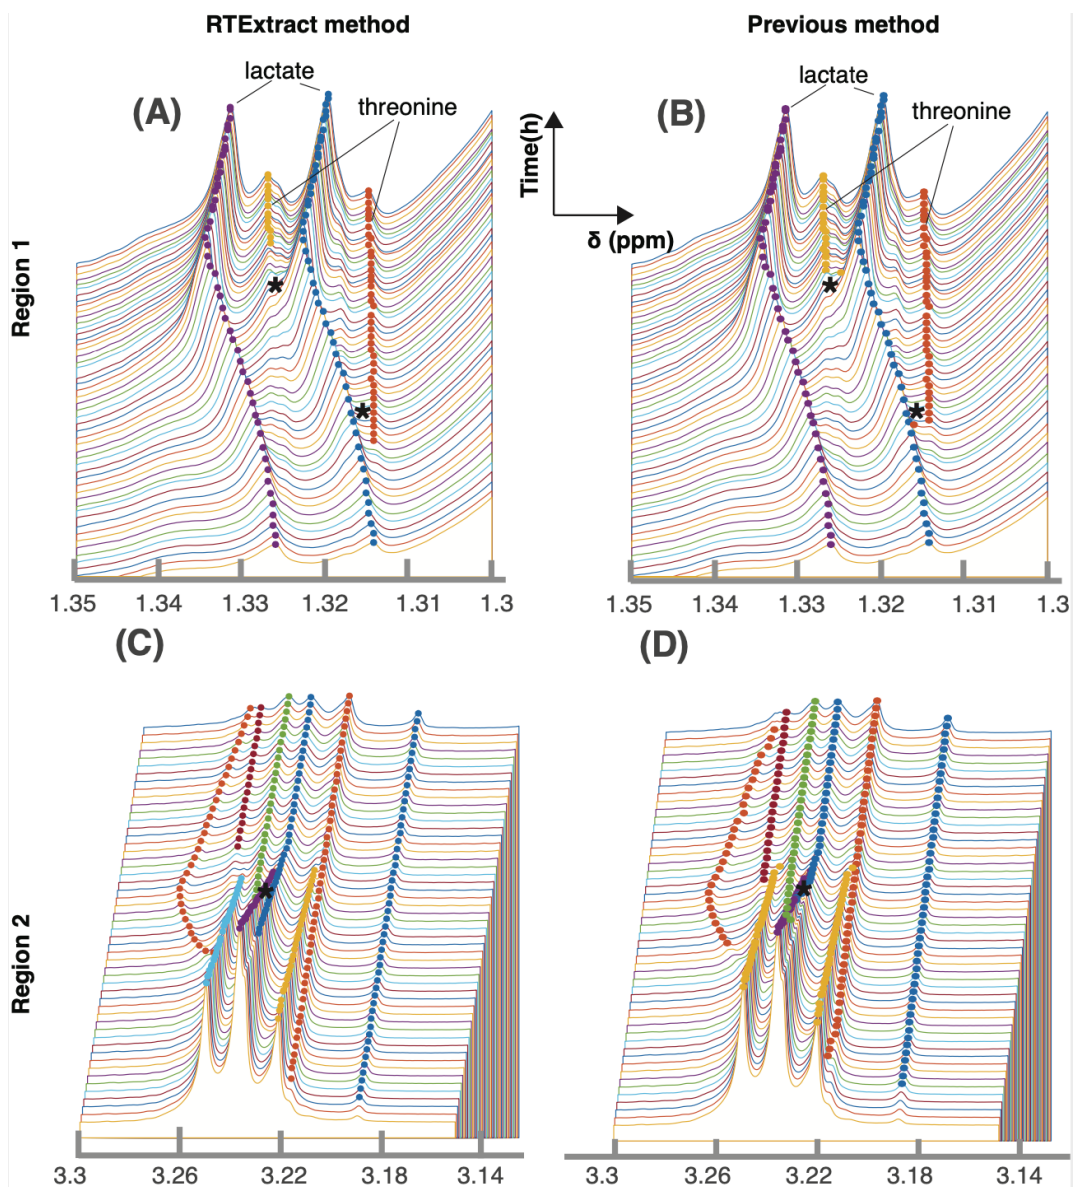 RTExtract method
Previous method
(A)
lactate
threonine
(B)
lactate
threonine
Time(h)
δ (ppm)
Region 1
*
*
*
*
1.35 1.34 1.33 1.32 1.31 1.3
1.35 1.34 1.33 1.32 1.31 1.3
(C)
(D)
Region 2
*
*
3.3 3.26 3.22 3.18 3.14
3.3 3.26 3.22 3.18 3.14